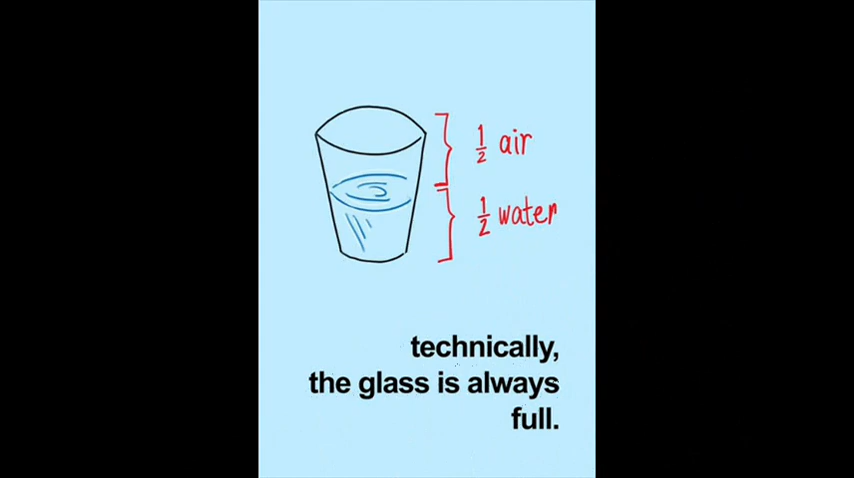 ½ air
½ water
technically,
the glass is always
full.